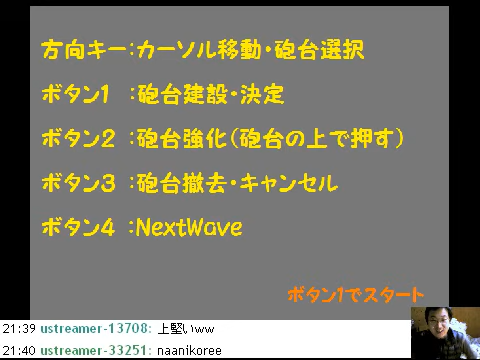 方向キー:カーソル移動・砲台選択
ボタン1 :砲台建設・決定
ボタン2 :砲台強化(砲台の上で押す)
ボタン3 :砲台撤去・キャンセル
ボタン4 :NextWave
ボタン1でスタート
21:39 ustreamer-13708: 上堅いww
21:40 ustreamer-33251: naanikoree